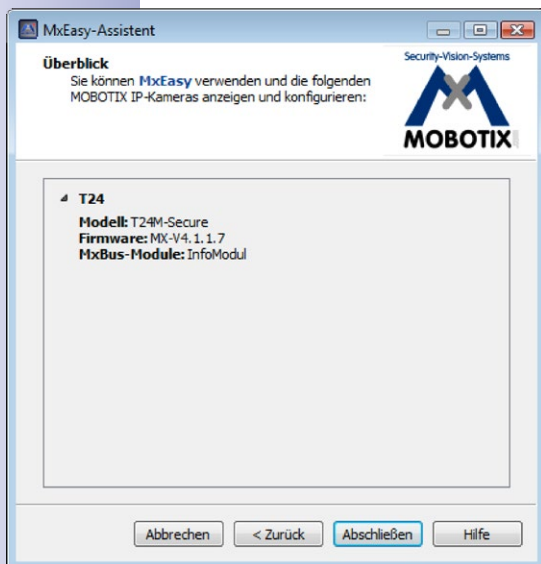 MxEasy-Assistent
Überblick
Sie können MxEasy verwenden und die folgenden
MOBOTIX IP-Kameras anzeigen und konfigurieren:
Security-Vision-Systems
MOBOTIX
T24
Modell: T24M-Secure
Firmware: MX-V4.1.1.7
MxBus-Module: InfoModul
Abbrechen
< Zurück
Abschließen
Hilfe